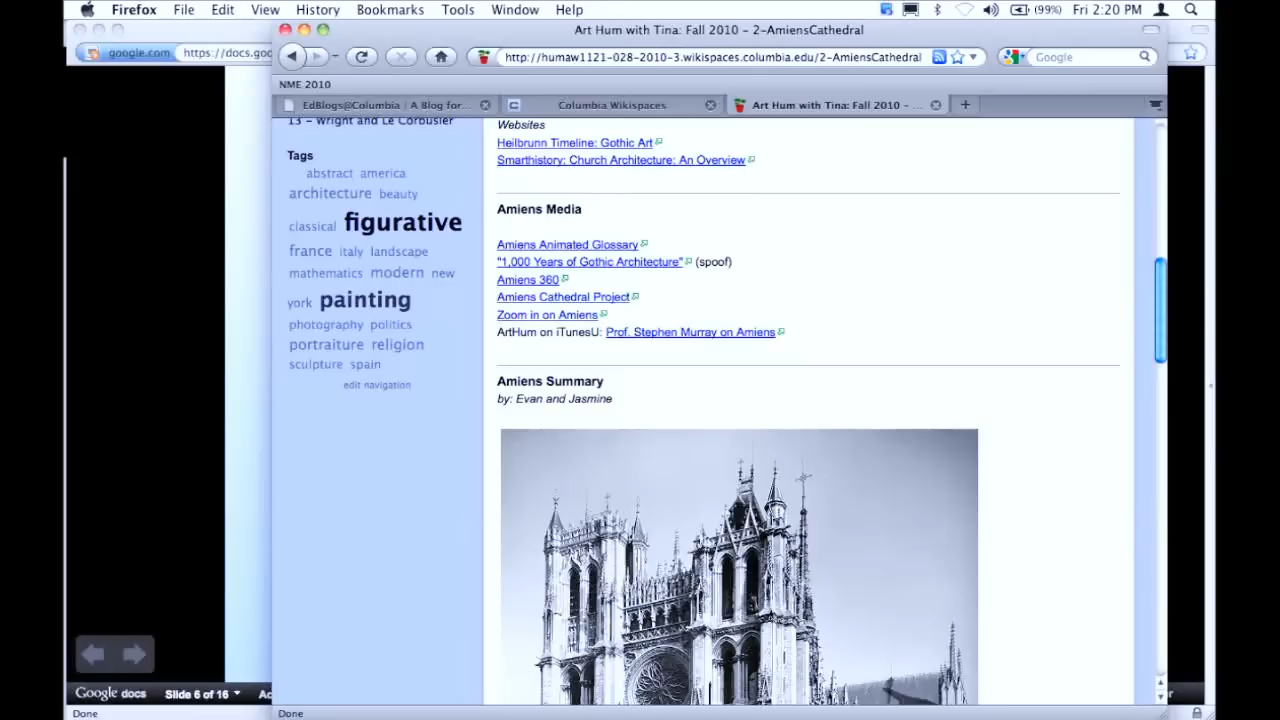 Firefox File Edit View History Bookmarks Tools Window Help (99%) Fri 2:20 PM
Art Hum with Tina: Fall 2010 – 2-AmiensCathedral
google.com https://docs.goo
http://humaw1121-028-2010-3.wikispaces.columbia.edu/2-AmiensCathedral Google
NME 2010
EdBlogs@Columbia | A Blog for... Columbia Wikispaces Art Hum with Tina: Fall 2010 – ...
13 – Wright and Le Corbusier
Tags
abstract america
architecture beauty
classical figurative
france italy landscape
mathematics modern new
york painting
photography politics
portraiture religion
sculpture spain
edit navigation
Websites
Heilbrunn Timeline: Gothic Art
Smarthistory: Church Architecture: An Overview
Amiens Media
Amiens Animated Glossary
"1,000 Years of Gothic Architecture" (spoof)
Amiens 360
Amiens Cathedral Project
Zoom in on Amiens
ArtHum on iTunesU: Prof. Stephen Murray on Amiens
Amiens Summary
by: Evan and Jasmine
Google docs Slide 6 of 16
Done
Done